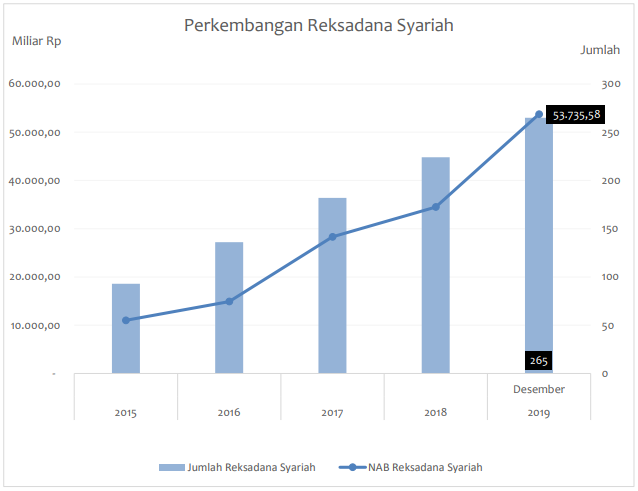 Perkembangan Reksadana Syariah
Miliar Rp
Jumlah
60.000,00 300
50.000,00 53.735,58 250
40.000,00 200
30.000,00 150
20.000,00 100
10.000,00 50
- 265 0
Desember
2015 2016 2017 2018 2019
Jumlah Reksadana Syariah NAB Reksadana Syariah